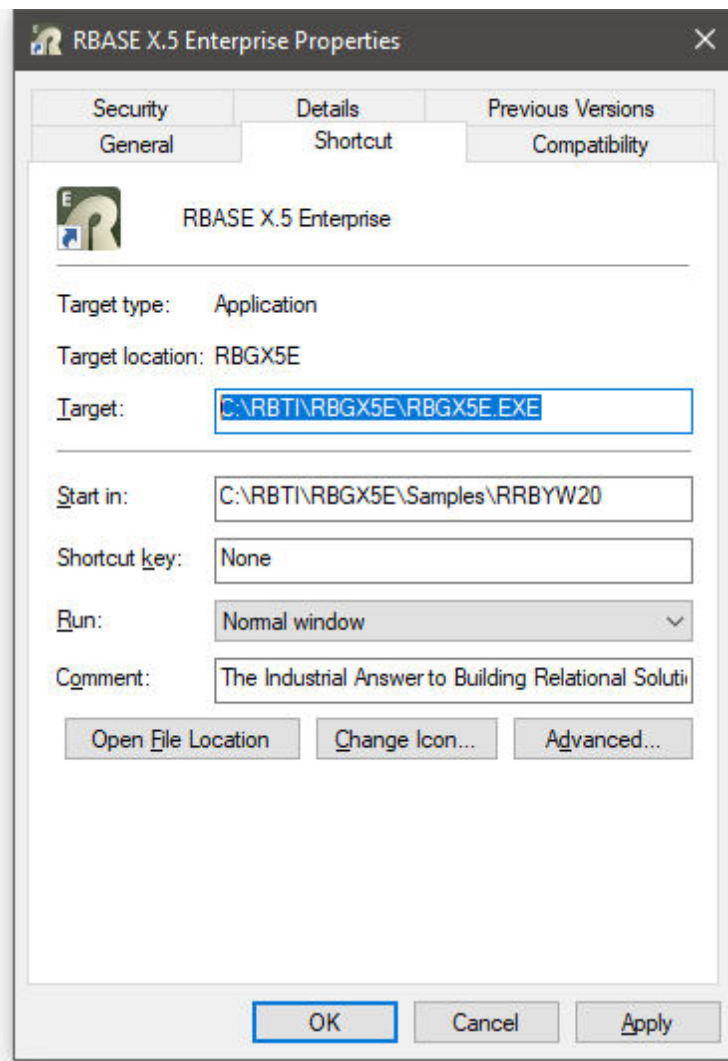 RBASE X.5 Enterprise Properties
Security Details Previous Versions
General Shortcut Compatibility
E
RBASE X.5 Enterprise
Target type: Application
Target location: RBGX5E
Target: C:\RBTI\RBGX5E\RBGX5E.EXE
Start in: C:\RBTI\RBGX5E\Samples\RRBYW20
Shortcut key: None
Run: Normal window
Comment: The Industrial Answer to Building Relational Soluti
Open File Location Change Icon... Advanced...
OK Cancel Apply